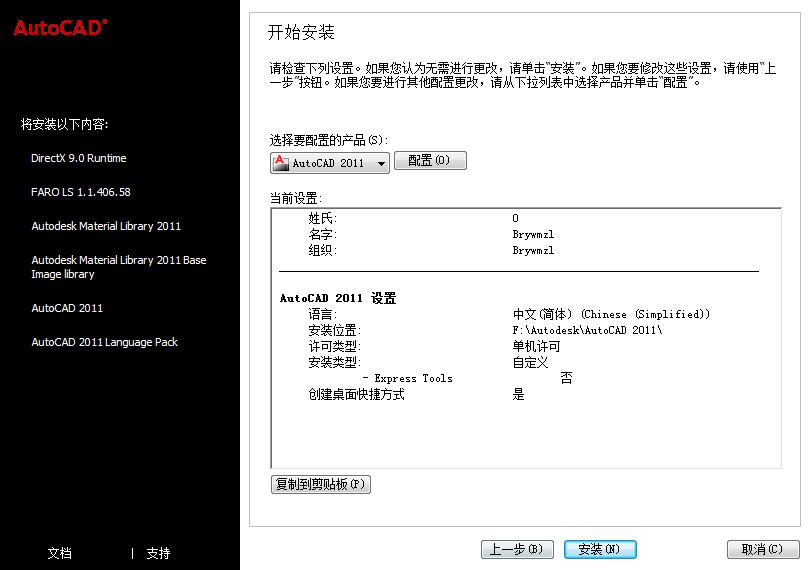 AutoCAD®
将安装以下内容:
DirectX 9.0 Runtime
FARO LS 1.1.406.58
Autodesk Material Library 2011
Autodesk Material Library 2011 Base
Image library
AutoCAD 2011
AutoCAD 2011 Language Pack
文档 | 支持
开始安装
请检查下列设置。如果您认为无需进行更改，请单击“安装”。如果您要修改这些设置，请使用“上
一步”按钮。如果您要进行其他配置更改，请从下拉列表中选择产品并单击“配置”。
选择要配置的产品(S):
AutoCAD 2011 配置(O)
当前设置:
姓氏: 0
名字: Brywmzl
组织: Brywmzl
AutoCAD 2011 设置
语言: 中文(简体) (Chinese (Simplified))
安装位置: F:\Autodesk\AutoCAD 2011\
许可类型: 单机许可
安装类型: 自定义
- Express Tools 否
创建桌面快捷方式 是
复制到剪贴板(P)
上一步(B) 安装(N) 取消(C)